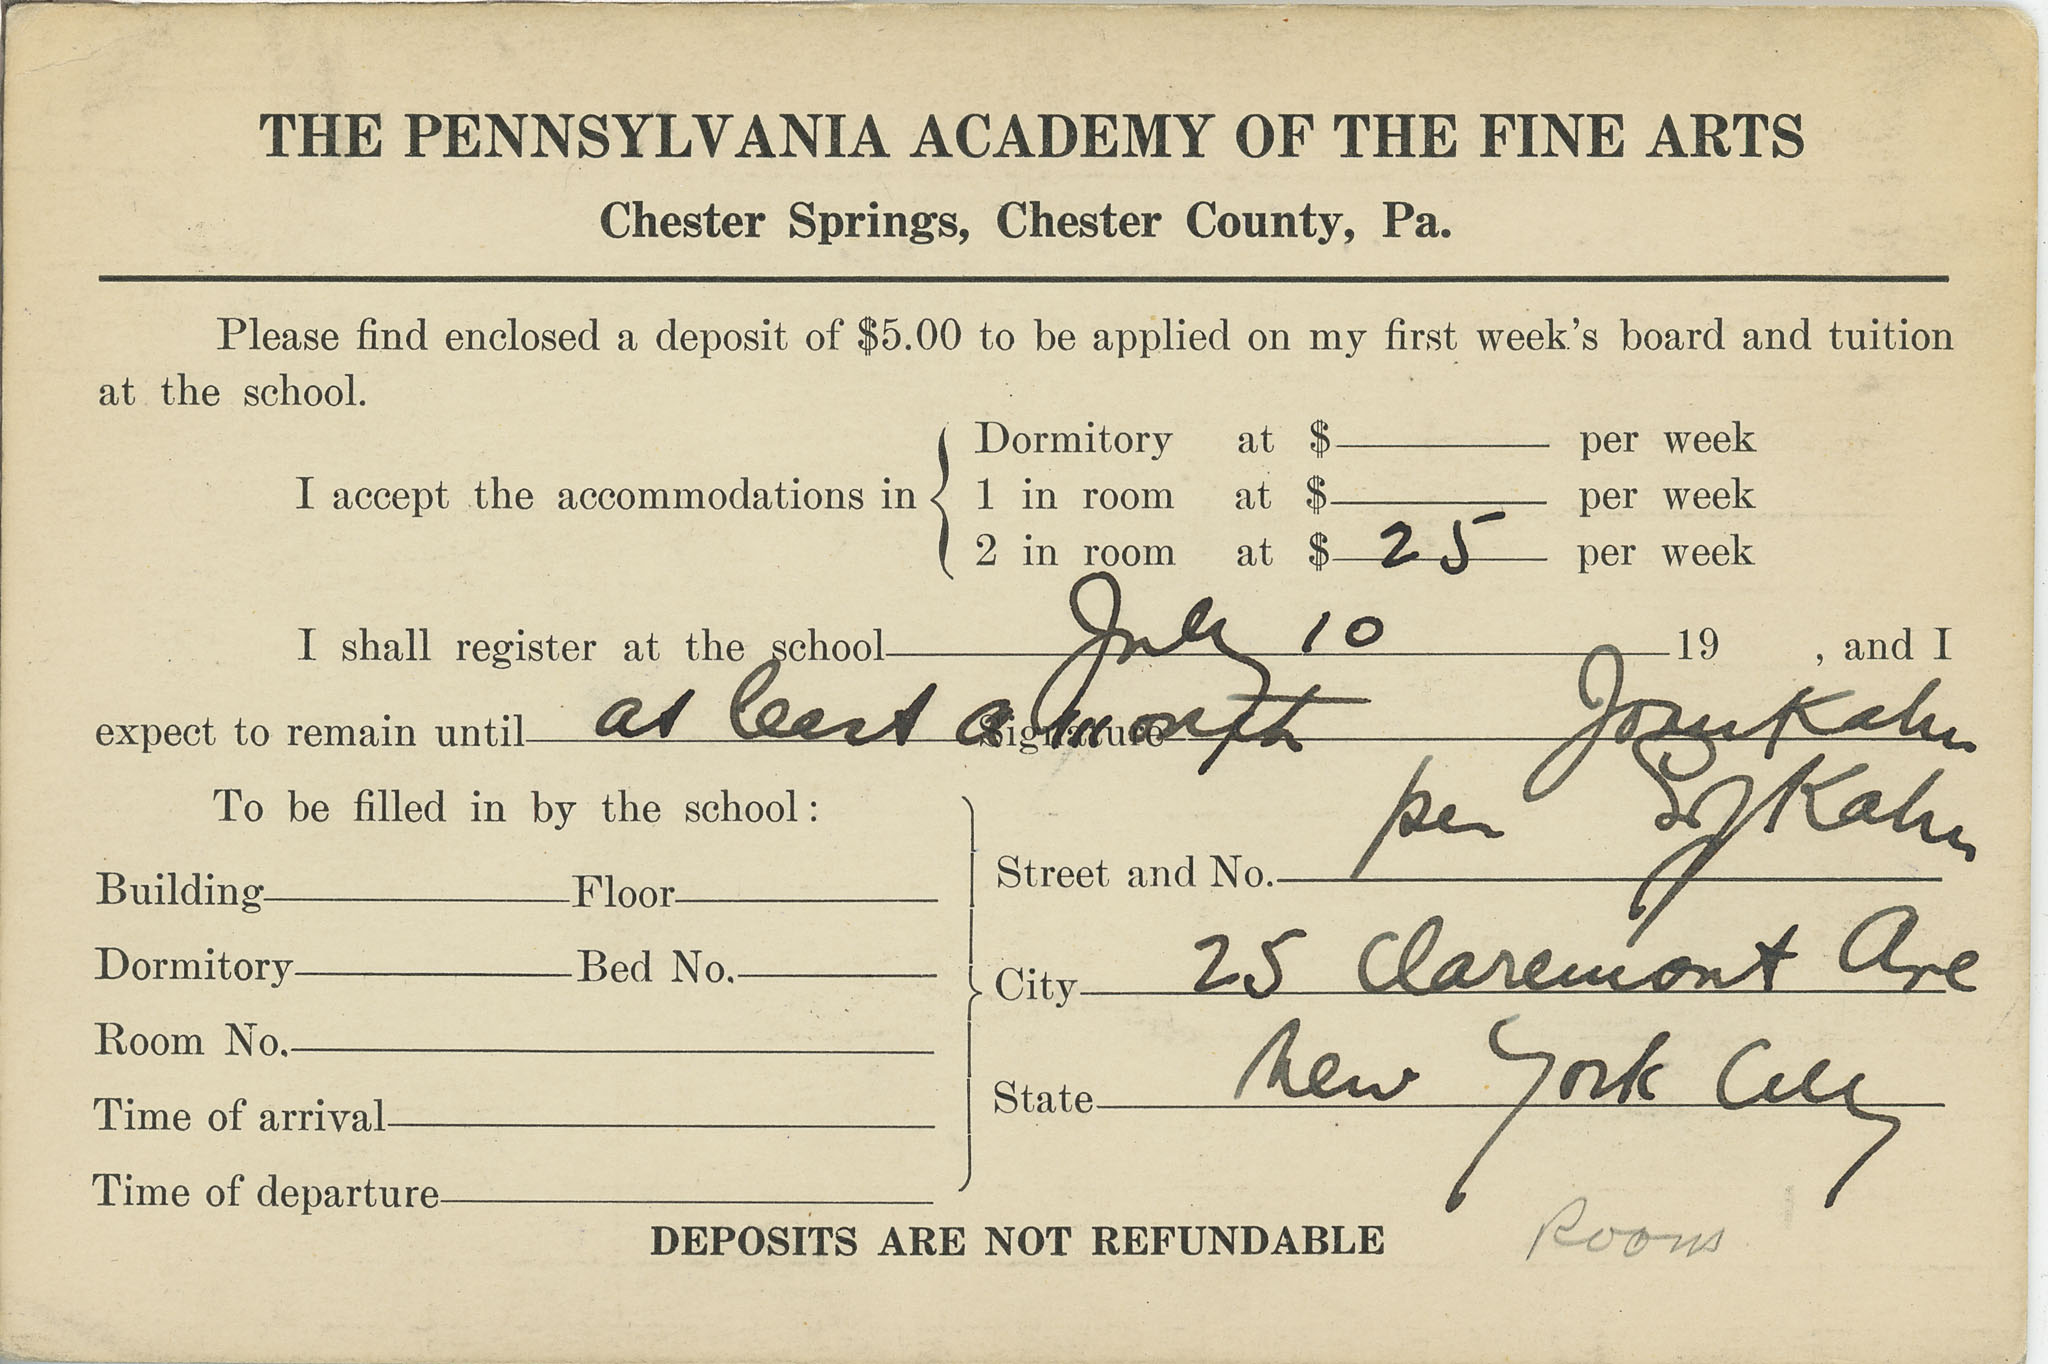 THE PENNSYLVANIA ACADEMY OF THE FINE ARTS
Chester Springs, Chester County, Pa.
Please find enclosed a deposit of $5.00 to be applied on my first week's board and tuition
at the school.
I accept the accommodations in
Dormitory at $ per week
1 in room at $ per week
2 in room at $ 25 per week
I shall register at the school July 10 19 , and I
expect to remain until at least a month Signature Kahn
per Kahn
To be filled in by the school:
Building Floor
Dormitory Bed No.
Room No.
Time of arrival
Time of departure
Street and No.
City 25 Claremont Ave
State New York City
DEPOSITS ARE NOT REFUNDABLE
Room